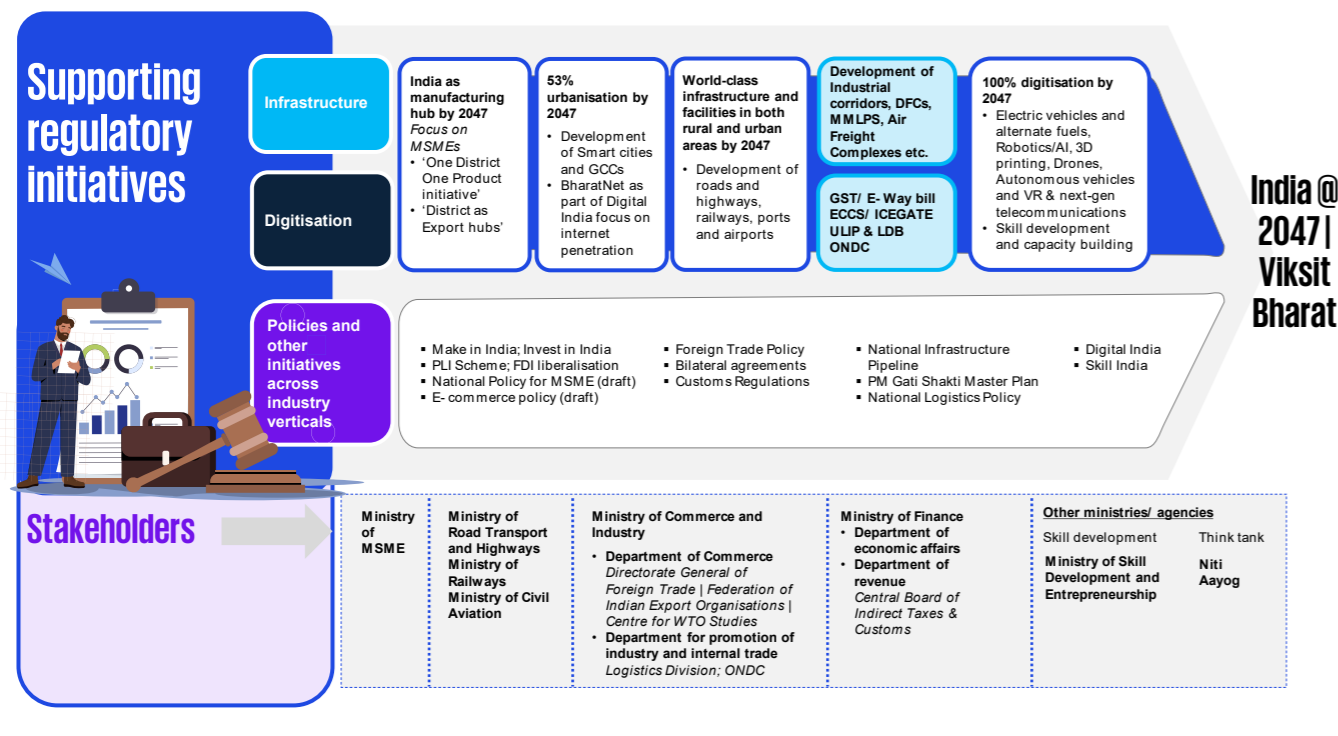 Supporting
regulatory
initiatives
Infrastructure
Digitisation
India as
manufacturing
hub by 2047
Focus on
MSMEs
• ‘One District
One Product
initiative’
• ‘District as
Export hubs’
53%
urbanisation by
2047
• Development
of Smart cities
and GCCs
• BharatNet as
part of Digital
India focus on
internet
penetration
World-class
infrastructure and
facilities in both
rural and urban
areas by 2047
• Development of
roads and
highways,
railways, ports
and airports
Development of
Industrial
corridors, DFCs,
MMLPS, Air
Freight
Complexes etc.
GST/ E- Way bill
ECCS/ ICEGATE
ULIP & LDB
ONDC
100% digitisation by
2047
• Electric vehicles and
alternate fuels,
Robotics/AI, 3D
printing, Drones,
Autonomous vehicles
and VR & next-gen
telecommunications
• Skill development
and capacity building
India @
2047|
Viksit
Bharat
Policies and
other
initiatives
across
industry
verticals
▪ Make in India; Invest in India
▪ PLI Scheme; FDI liberalisation
▪ National Policy for MSME (draft)
▪ E- commerce policy (draft)
▪ Foreign Trade Policy
▪ Bilateral agreements
▪ Customs Regulations
▪ National Infrastructure
Pipeline
▪ PM Gati Shakti Master Plan
▪ National Logistics Policy
▪ Digital India
▪ Skill India
Stakeholders
Ministry
of
MSME
Ministry of
Road Transport
and Highways
Ministry of
Railways
Ministry of Civil
Aviation
Ministry of Commerce and
Industry
• Department of Commerce
Directorate General of
Foreign Trade | Federation of
Indian Export Organisations |
Centre for WTO Studies
• Department for promotion of
industry and internal trade
Logistics Division; ONDC
Ministry of Finance
• Department of
economic affairs
• Department of
revenue
Central Board of
Indirect Taxes &
Customs
Other ministries/ agencies
Skill development
Ministry of Skill
Development and
Entrepreneurship
Think tank
Niti
Aayog